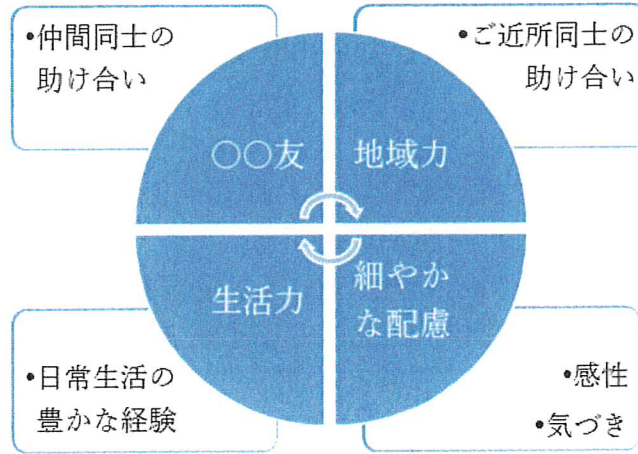 •仲間同士の
助け合い
•ご近所同士の
助け合い
〇〇友
地域力
生活力
細やか
な配慮
•日常生活の
豊かな経験
•感性
•気づき